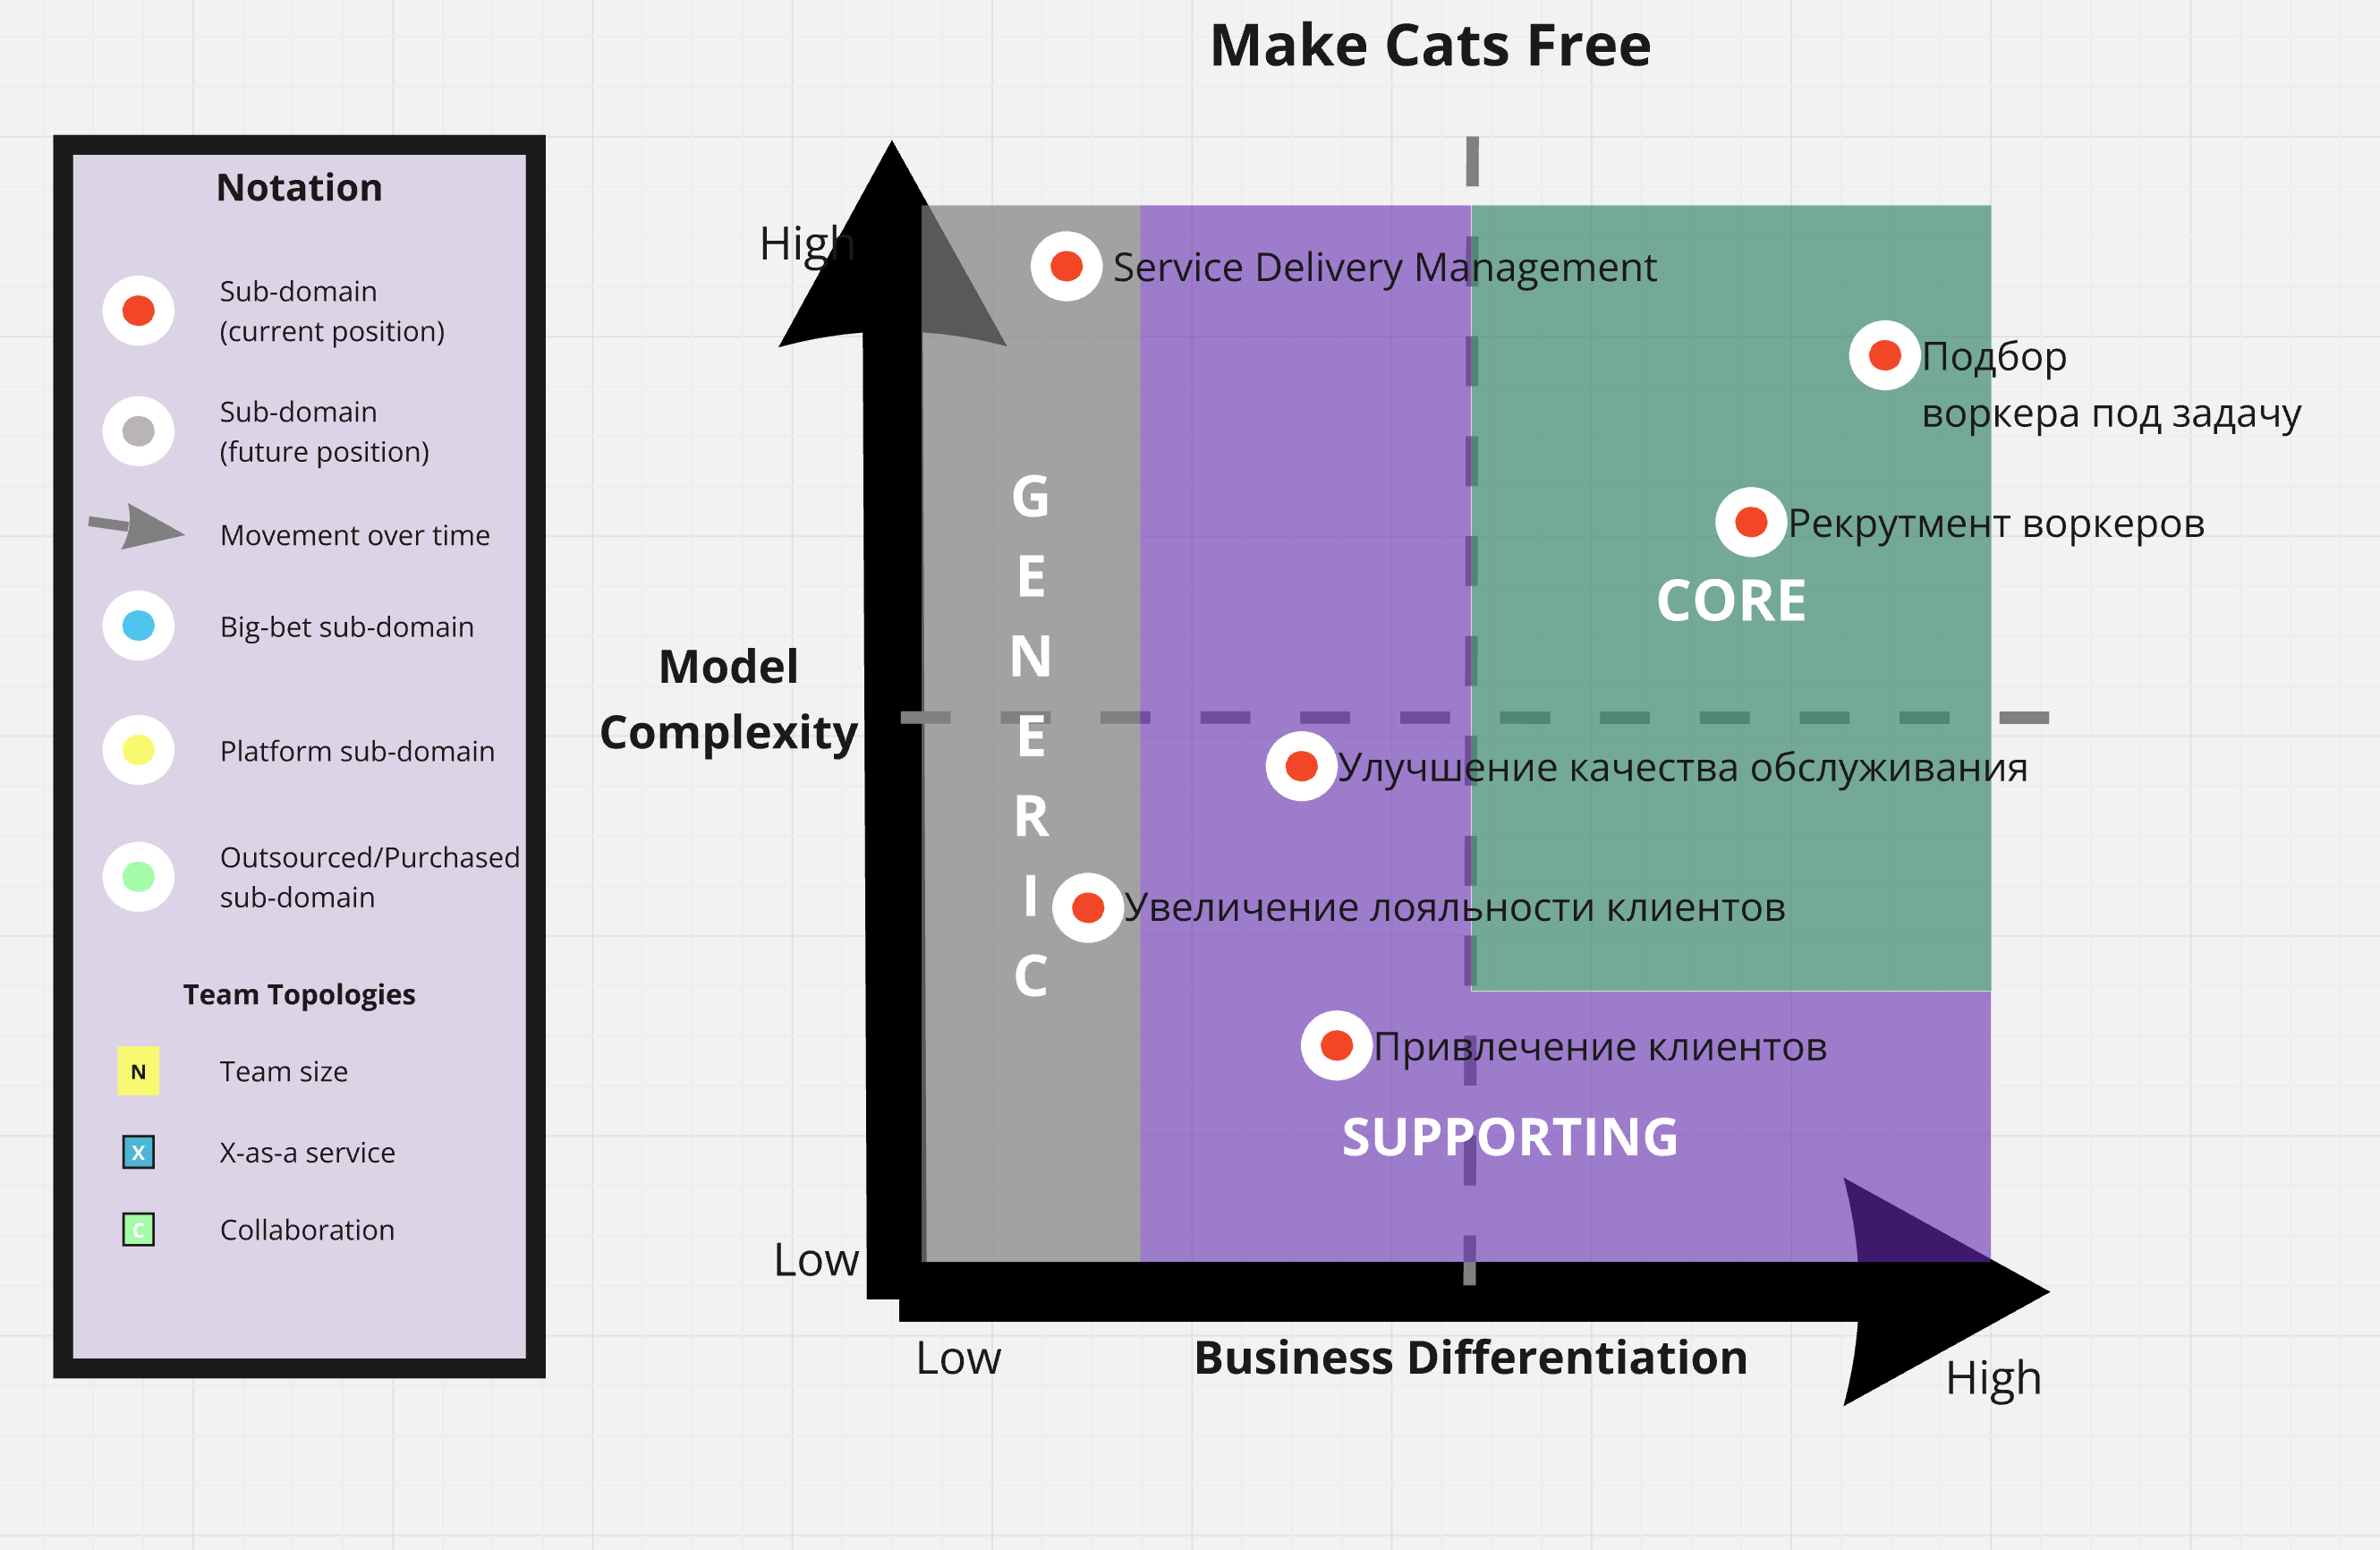 Make Cats Free
Notation
Sub-domain
(current position)
Sub-domain
(future position)
Movement over time
Big-bet sub-domain
Platform sub-domain
Outsourced/Purchased
sub-domain
Team Topologies
N
Team size
X
X-as-a service
C
Collaboration
High
Model
Complexity
Low
Service Delivery Management
Подбор
воркера под задачу
Рекрутмент воркеров
CORE
GENERIC
Улучшение качества обслуживания
Увеличение лояльности клиентов
Привлечение клиентов
SUPPORTING
Low
Business Differentiation
High